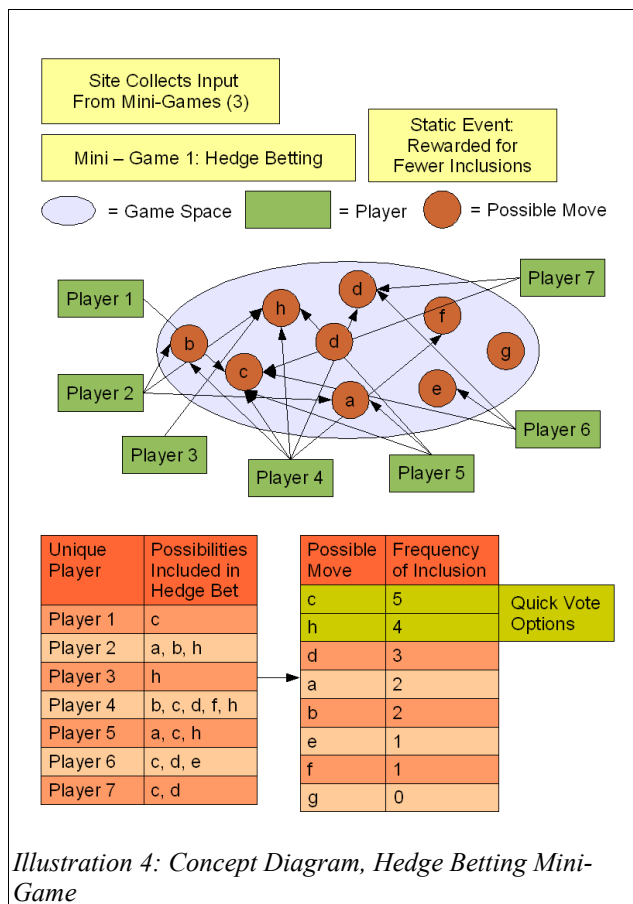 Site Collects Input
From Mini-Games (3)
Mini – Game 1: Hedge Betting
Static Event:
Rewarded for
Fewer Inclusions
= Game Space
= Player
= Possible Move
Player 1
Player 2
Player 3
Player 4
Player 5
Player 6
Player 7
b
h
c
d
d
a
f
e
g
Unique
Player
Possibilities
Included in
Hedge Bet
Player 1 c
Player 2 a, b, h
Player 3 h
Player 4 b, c, d, f, h
Player 5 a, c, h
Player 6 c, d, e
Player 7 c, d
Possible
Move
Frequency
of Inclusion
c 5
h 4
d 3
a 2
b 2
e 1
f 1
g 0
Quick Vote
Options
Illustration 4: Concept Diagram, Hedge Betting Mini-
Game